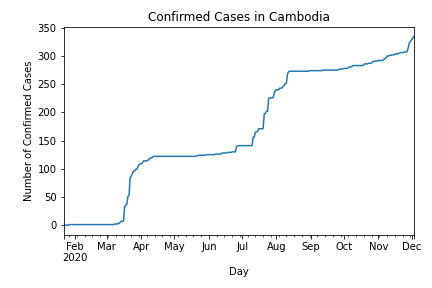 Confirmed Cases in Cambodia
350
300
250
200
150
100
50
0
Number of Confirmed Cases
Feb Mar Apr May Jun Jul Aug Sep Oct Nov Dec
2020
Day